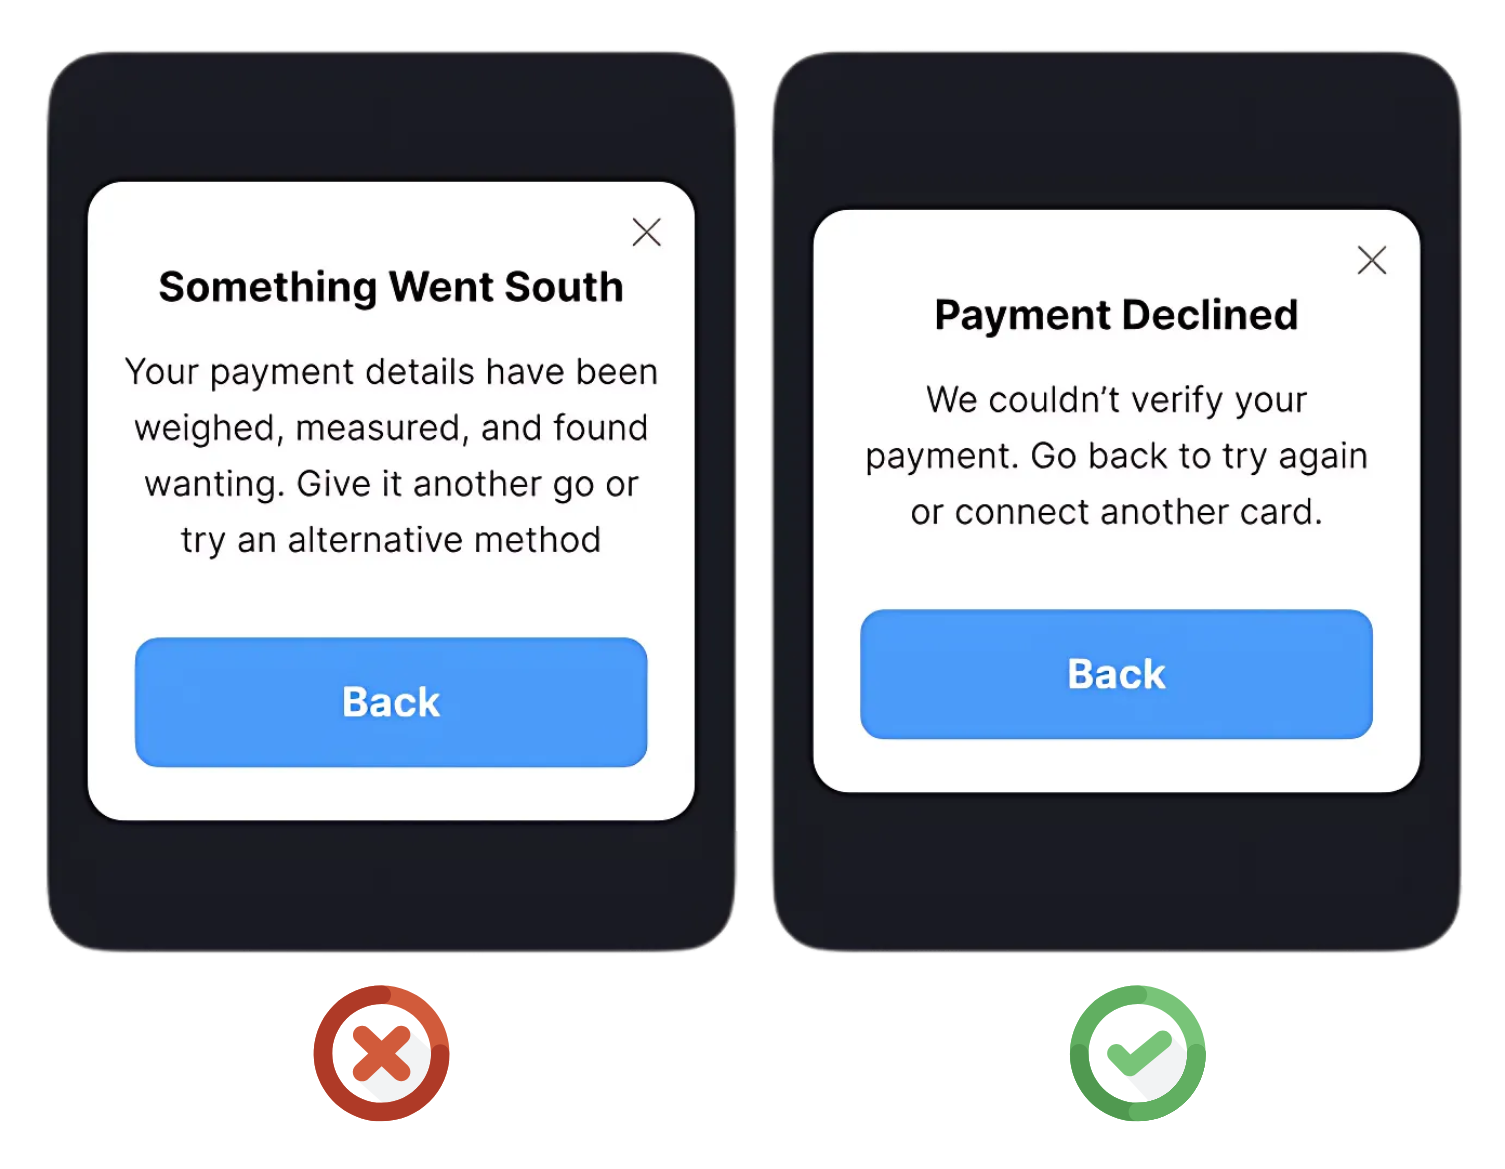 Something Went South
Your payment details have been
weighed, measured, and found
wanting. Give it another go or
try an alternative method
Back
Payment Declined
We couldn’t verify your
payment. Go back to try again
or connect another card.
Back